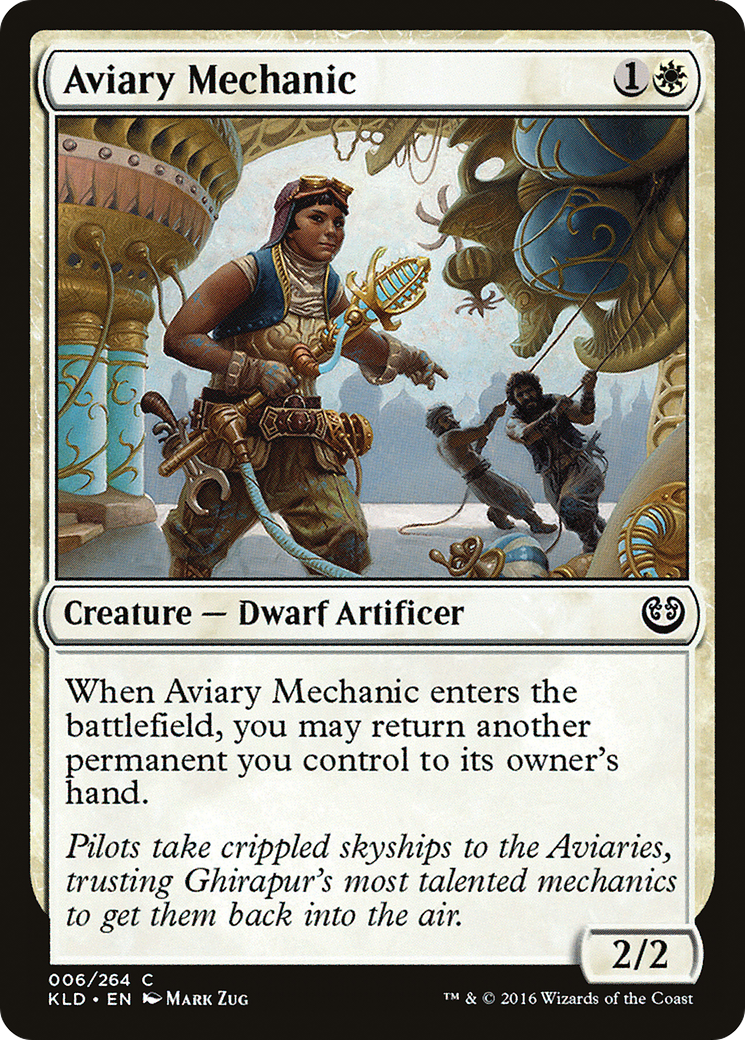 Aviary Mechanic
1
Creature — Dwarf Artificer
When Aviary Mechanic enters the
battlefield, you may return another
permanent you control to its owner's
hand.
Pilots take crippled skyships to the Aviaries,
trusting Ghirapur's most talented mechanics
to get them back into the air.
2/2
006/264 C
KLD • EN Mark Zug
™ & © 2016 Wizards of the Coast